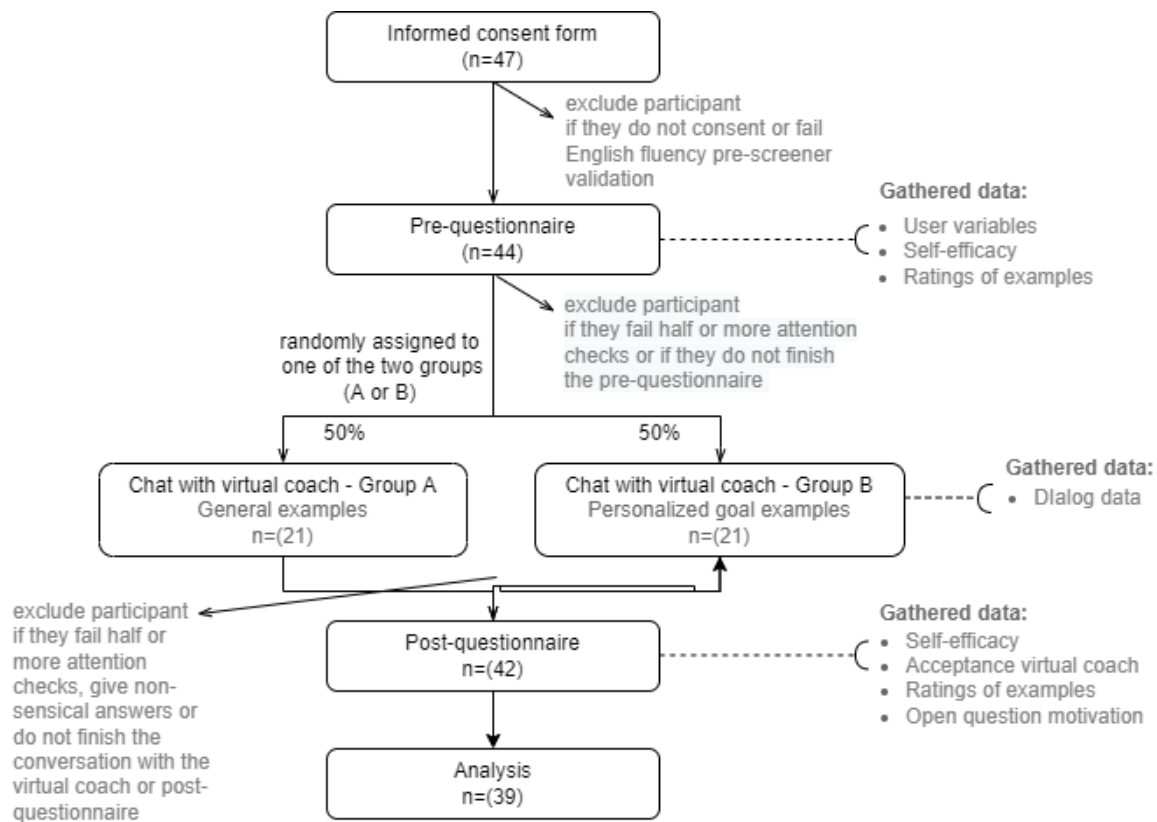 Informed consent form
(n=47)
exclude participant
if they do not consent or fail
English fluency pre-screener
validation
Pre-questionnaire
(n=44)
Gathered data:
• User variables
• Self-efficacy
• Ratings of examples
exclude participant
if they fail half or more attention
checks or if they do not finish
the pre-questionnaire
randomly assigned to
one of the two groups
(A or B)
50%
50%
Chat with virtual coach - Group A
General examples
n=(21)
Chat with virtual coach - Group B
Personalized goal examples
n=(21)
Gathered data:
• Dialog data
exclude participant
if they fail half or
more attention
checks, give non-
sensical answers or
do not finish the
conversation with the
virtual coach or post-
questionnaire
Post-questionnaire
n=(42)
Gathered data:
• Self-efficacy
• Acceptance virtual coach
• Ratings of examples
• Open question motivation
Analysis
n=(39)